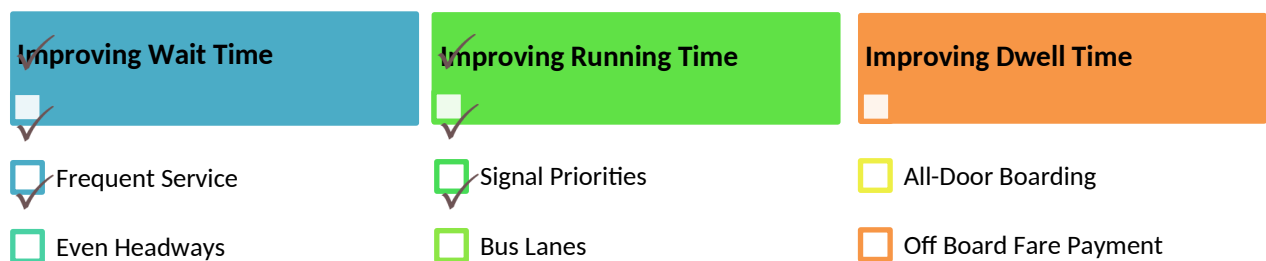 Improving Wait Time
Frequent Service
Even Headways
Improving Running Time
Signal Priorities
Bus Lanes
Improving Dwell Time
All-Door Boarding
Off Board Fare Payment